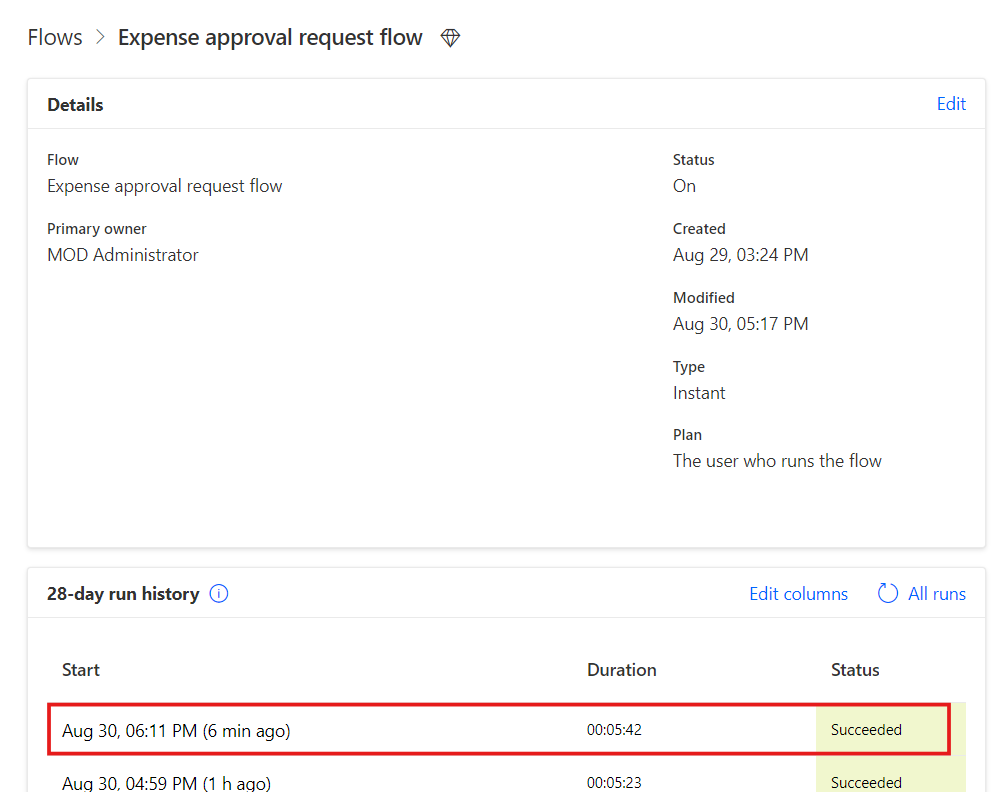 Flows > Expense approval request flow
Details
Edit
Flow
Expense approval request flow
Primary owner
MOD Administrator
Status
On
Created
Aug 29, 03:24 PM
Modified
Aug 30, 05:17 PM
Type
Instant
Plan
The user who runs the flow
28-day run history
Edit columns
All runs
Start Duration Status
Aug 30, 06:11 PM (6 min ago) 00:05:42 Succeeded
Aug 30, 04:59 PM (1 h ago) 00:05:23 Succeeded